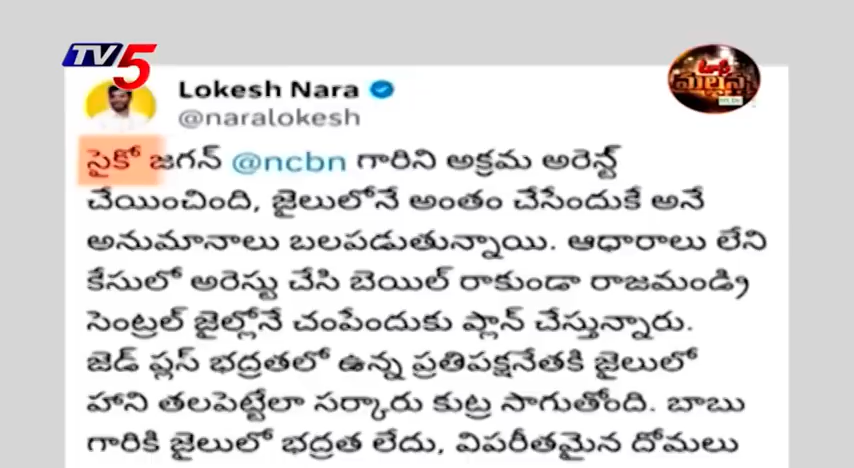 TV5
Lokesh Nara
@naralokesh
సైకో జగన్ @ncbn గారిని అక్రమ అరెస్ట్
చేయించింది, జైలులోనే అంతం చేసేందుకే అనే
అనుమానాలు బలపడుతున్నాయి. ఆధారాలు లేని
కేసులో అరెస్టు చేసి బెయిల్ రాకుండా రాజమండ్రి
సెంట్రల్ జైల్లోనే చంపేందుకు ప్లాన్ చేస్తున్నారు.
జెడ్ ప్లస్ భద్రతలో ఉన్న ప్రతిపక్షనేతకి జైలులో
హాని తలపెట్టేలా సర్కారు కుట్ర సాగుతోంది. బాబు
గారికి జైలులో భద్రత లేదు, విపరీతమైన దోమలు